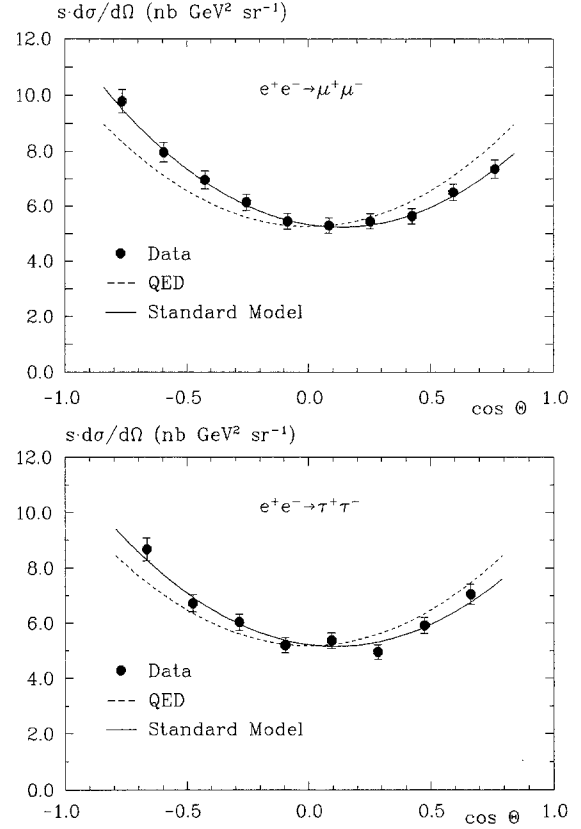 s·dσ/dΩ (nb GeV² sr⁻¹)
12.0
e⁺e⁻→μ⁺μ⁻
10.0
8.0
6.0
4.0
Data
QED
2.0
Standard Model
0.0
-1.0 -0.5 0.0 0.5 1.0
cos Θ
s·dσ/dΩ (nb GeV² sr⁻¹)
12.0
e⁺e⁻→τ⁺τ⁻
10.0
8.0
6.0
4.0
Data
QED
2.0
Standard Model
0.0
-1.0 -0.5 0.0 0.5 1.0
cos Θ